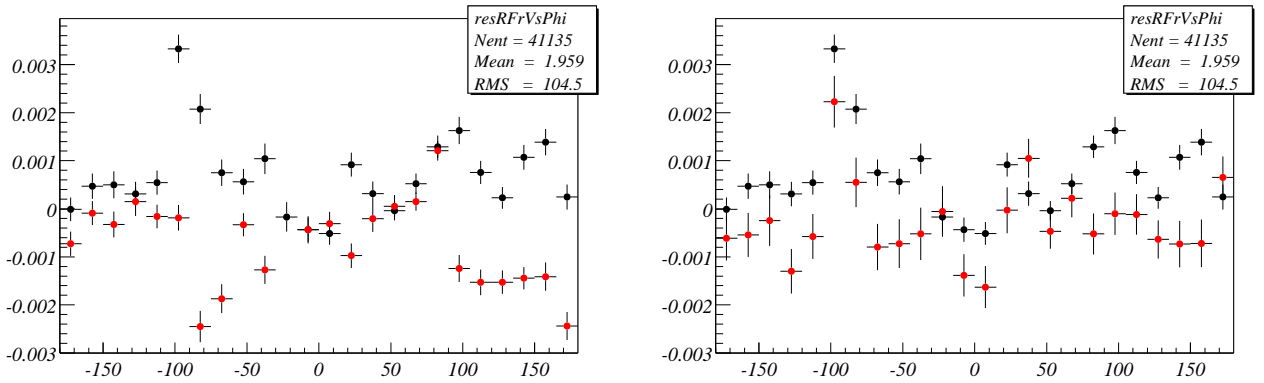 resRFrVsPhi
Nent = 41135
Mean = 1.959
RMS = 104.5
0.003
0.002
0.001
0
-0.001
-0.002
-0.003
-150 -100 -50 0 50 100 150
resRFrVsPhi
Nent = 41135
Mean = 1.959
RMS = 104.5
0.003
0.002
0.001
0
-0.001
-0.002
-0.003
-150 -100 -50 0 50 100 150